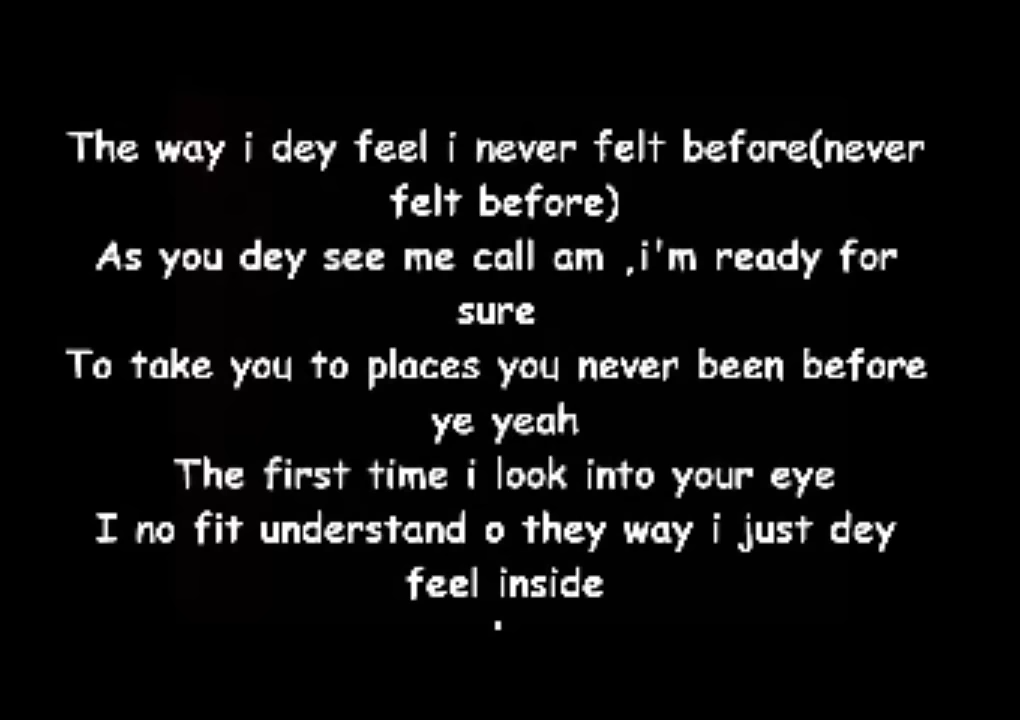 The way i dey feel i never felt before(never
felt before)
As you dey see me call am ,i'm ready for
sure
To take you to places you never been before
ye yeah
The first time i look into your eye
I no fit understand o they way i just dey
feel inside
.